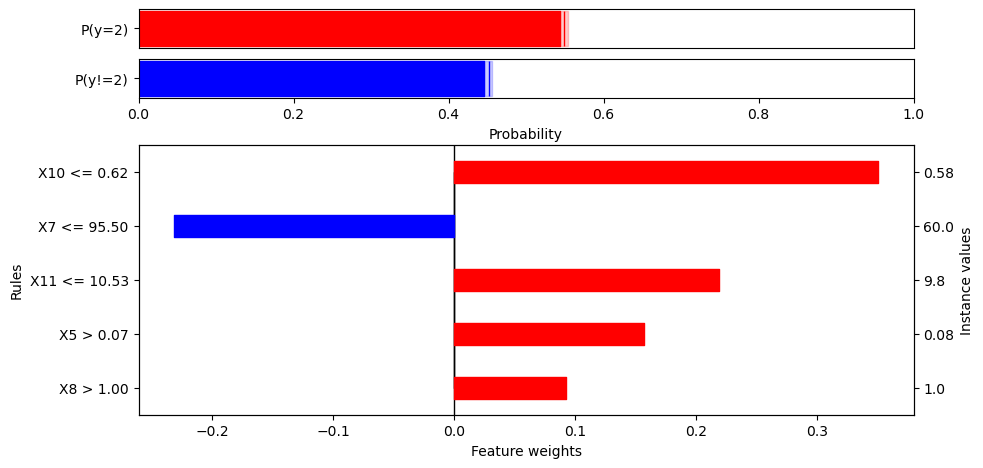 P(y=2)
P(y!=2)
0.0 0.2 0.4 0.6 0.8 1.0
Probability
X10 <= 0.62 0.58
X7 <= 95.50 60.0
X11 <= 10.53 9.8
X5 > 0.07 0.08
X8 > 1.00 1.0
Rules
Instance values
−0.2 −0.1 0.0 0.1 0.2 0.3
Feature weights